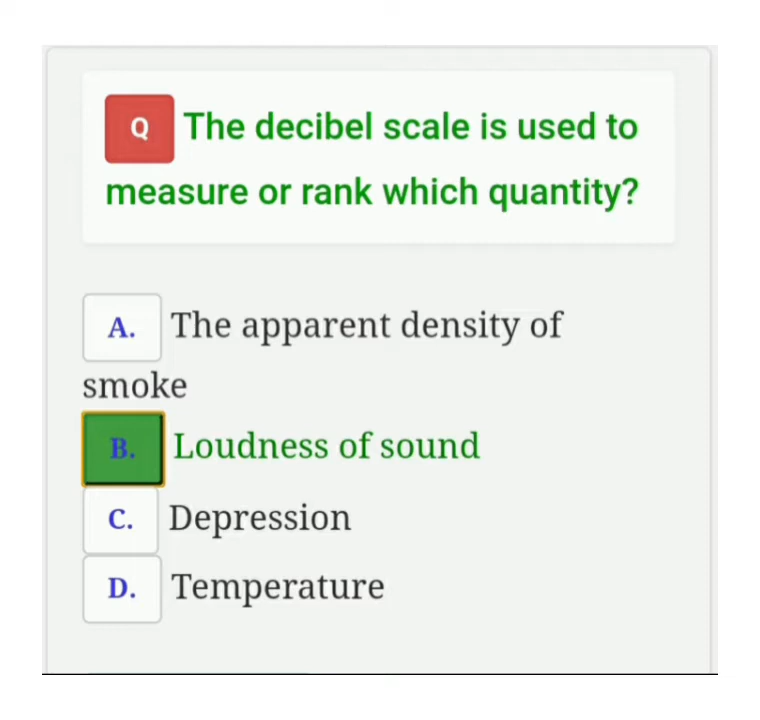 Q The decibel scale is used to
measure or rank which quantity?
A. The apparent density of
smoke
B. Loudness of sound
C. Depression
D. Temperature